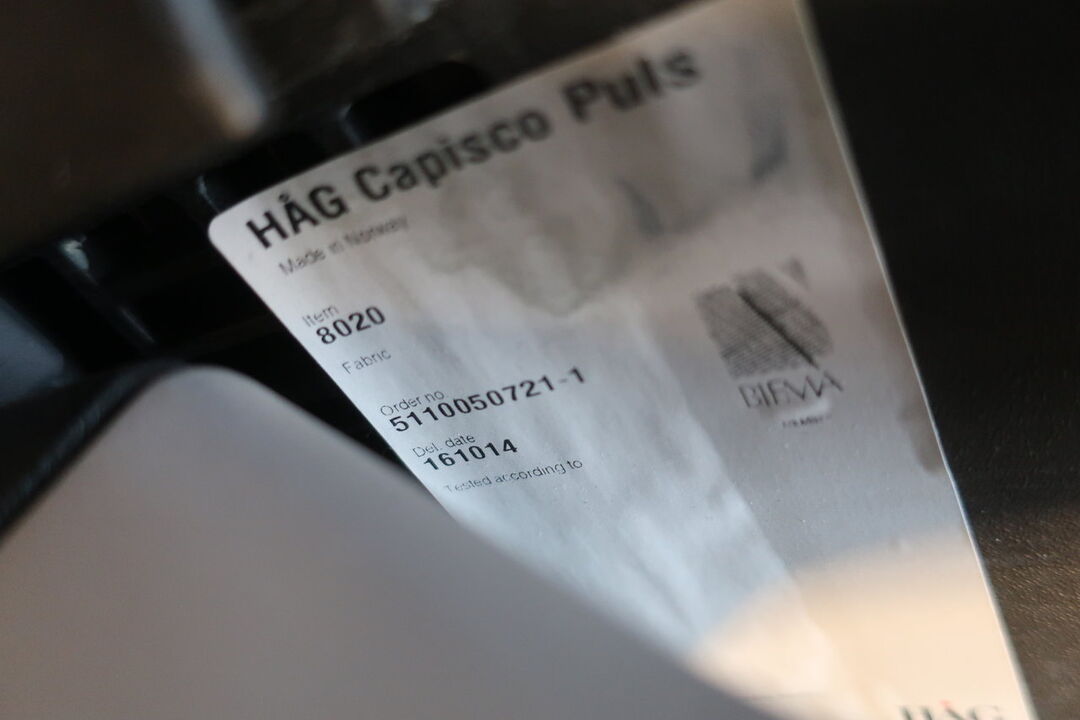 HÅG Capisco Puls
Made in Norway
Item
8020
Fabric
Order no
5110050721-1
Del. date
161014
Tested according to
BIFMA
HÅG